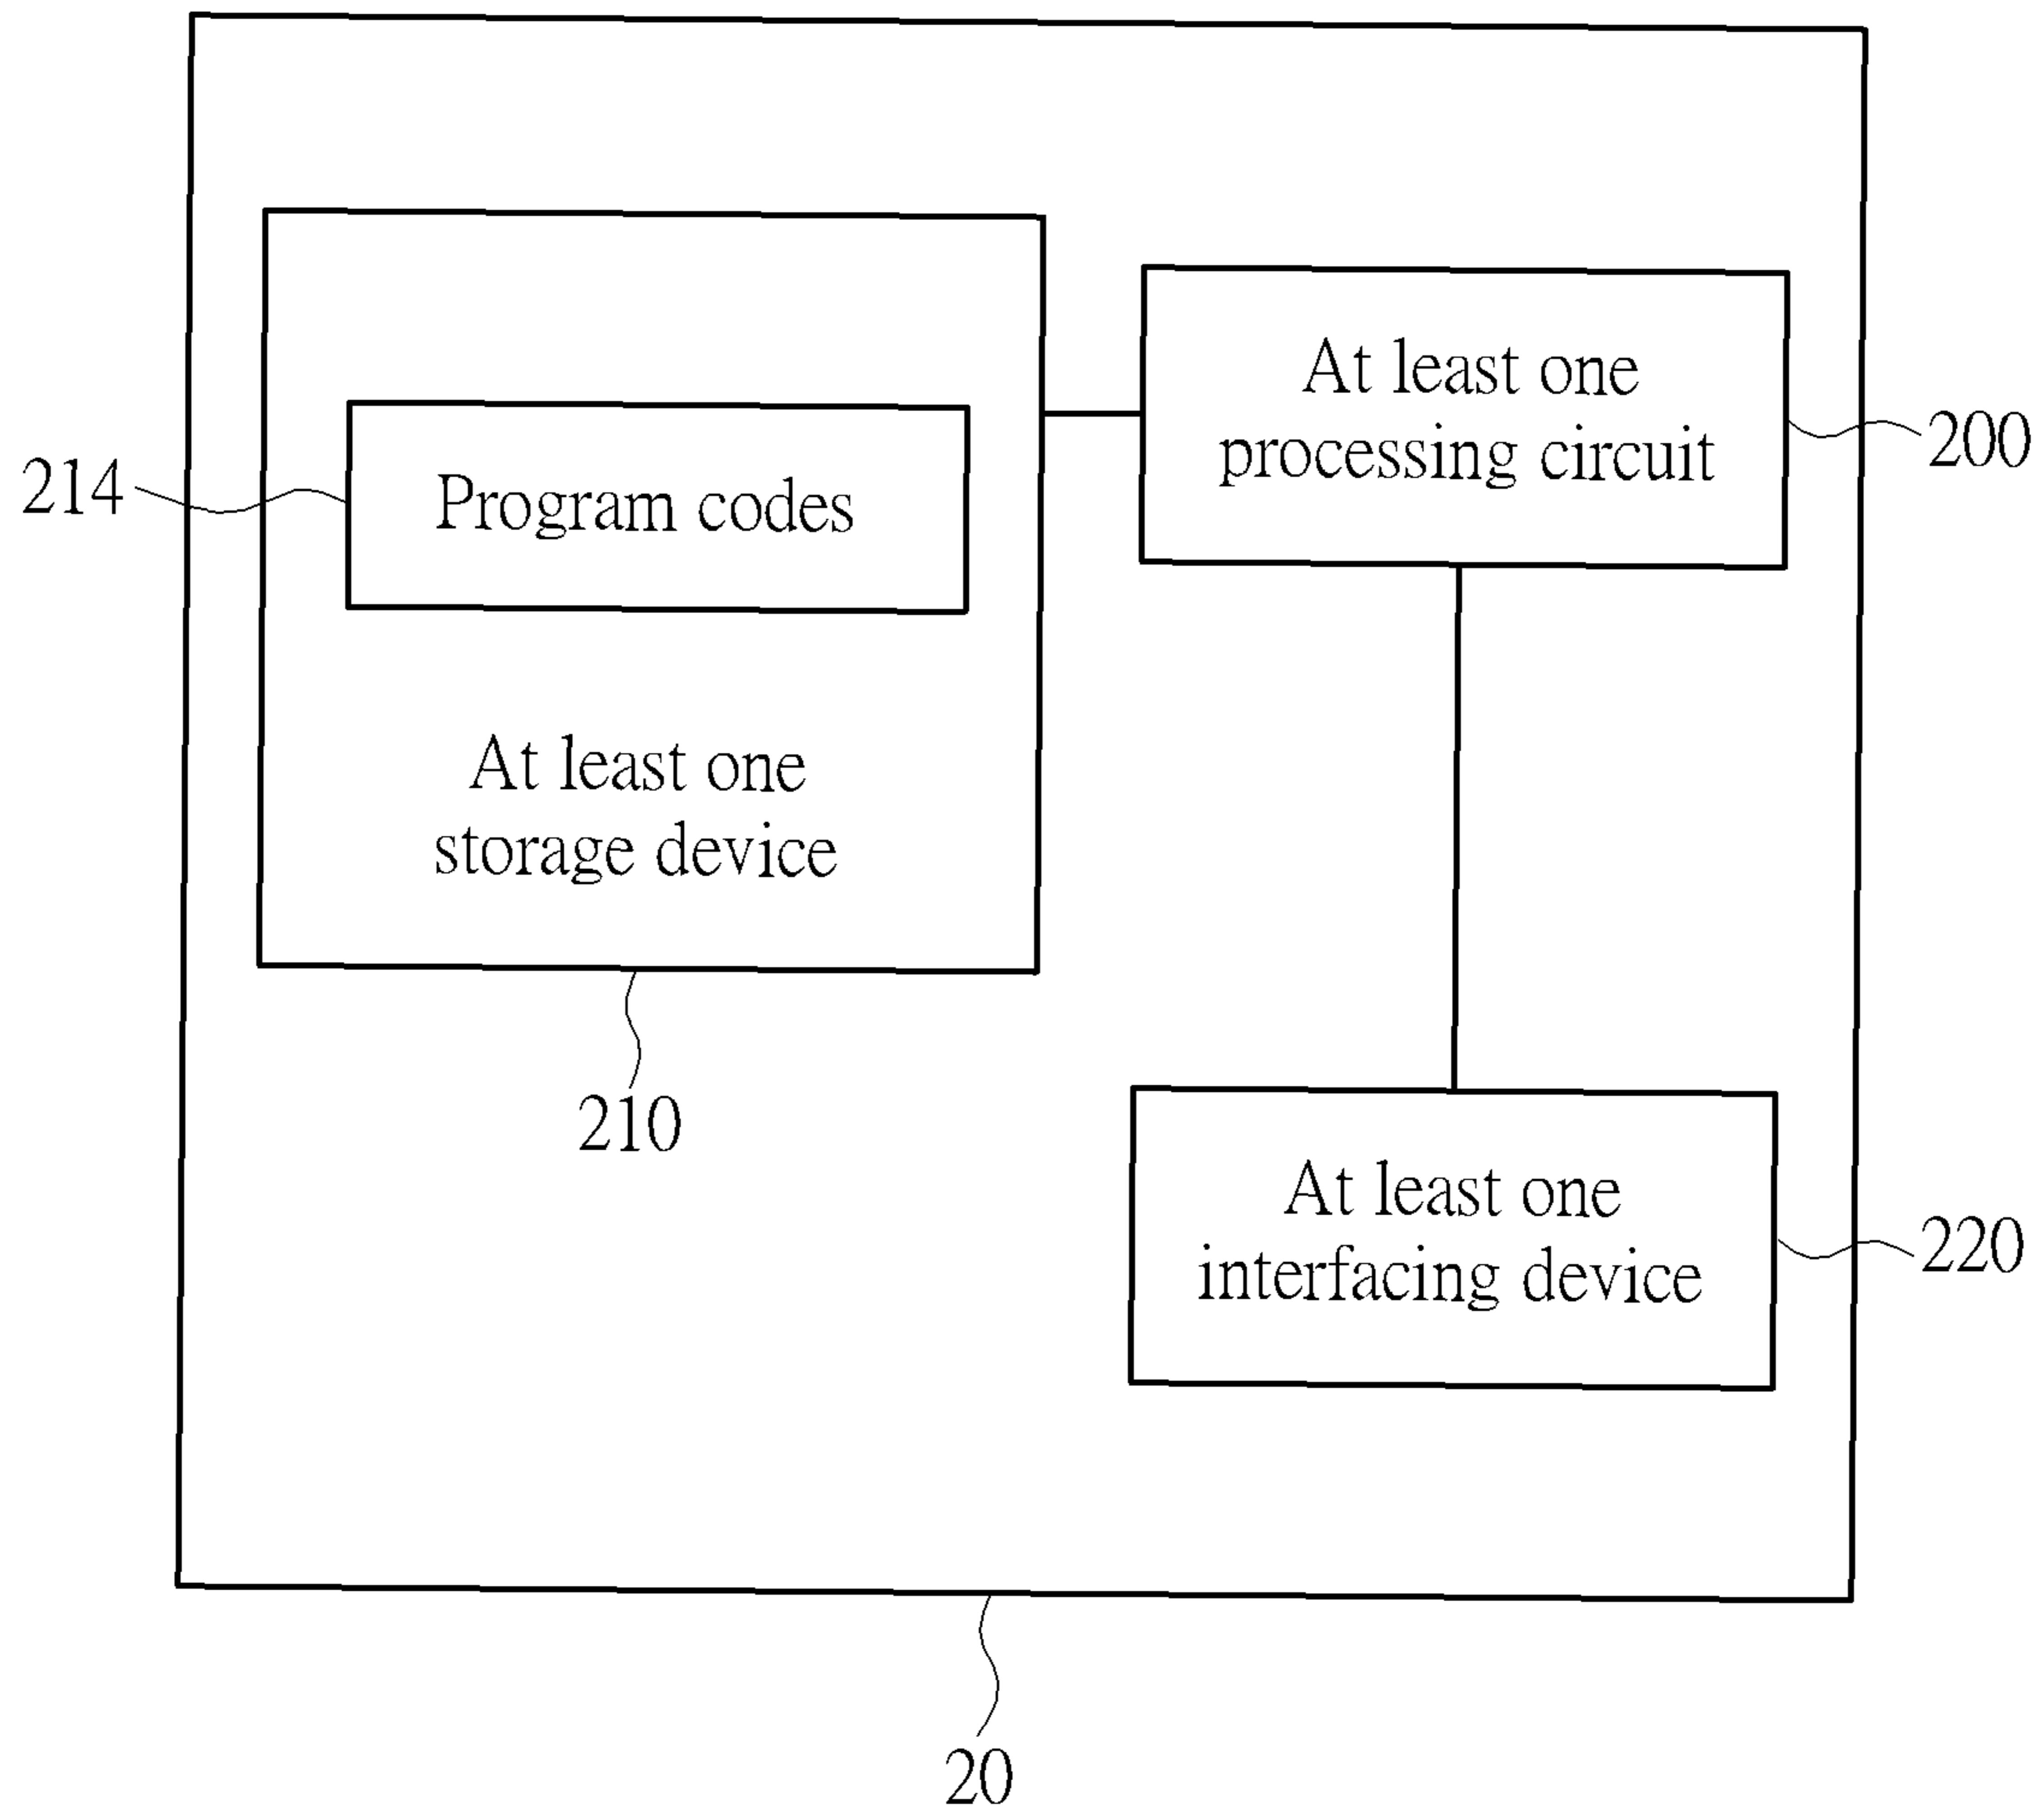 At least one
processing circuit
200
214
Program codes
At least one
storage device
210
At least one
interfacing device
220
20